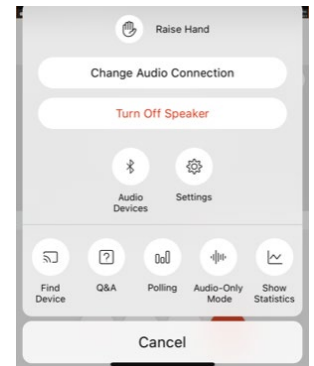 Raise Hand
Change Audio Connection
Turn Off Speaker
Audio
Devices
Settings
Find
Device
Q&A
Polling
Audio-Only
Mode
Show
Statistics
Cancel